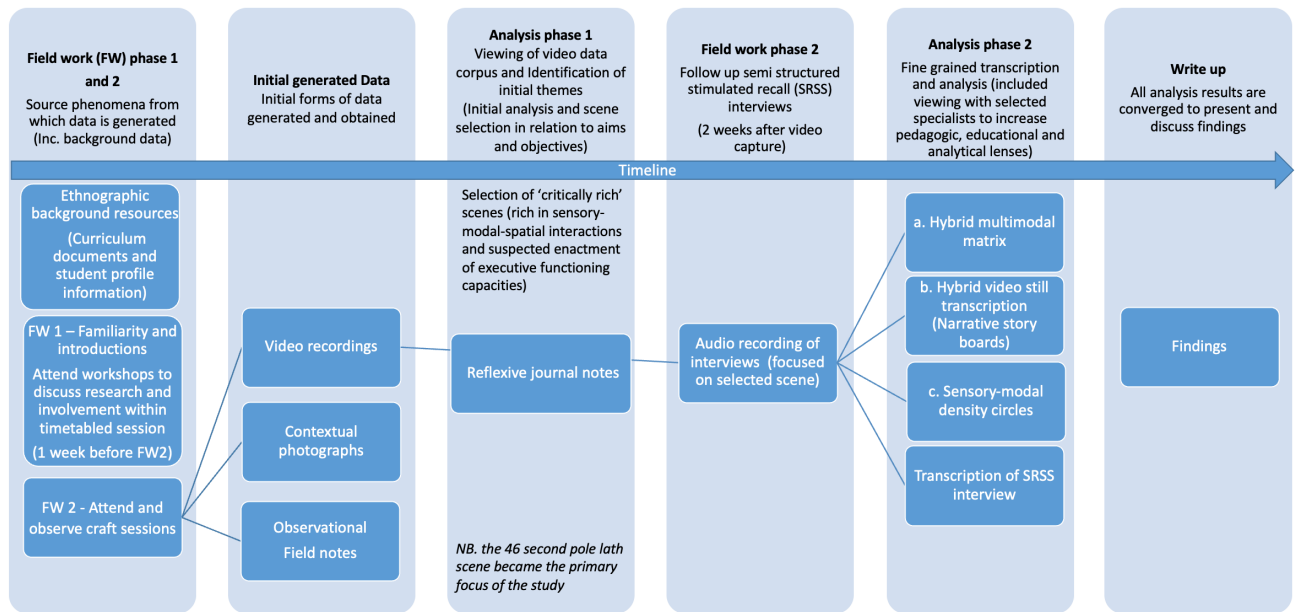 Field work (FW) phase 1
and 2
Source phenomena from
which data is generated
(Inc. background data)
Initial generated Data
Initial forms of data
generated and obtained
Analysis phase 1
Viewing of video data
corpus and Identification of
initial themes
(Initial analysis and scene
selection in relation to aims
and objectives)
Field work phase 2
Follow up semi structured
stimulated recall (SRSS)
interviews
(2 weeks after video
capture)
Analysis phase 2
Fine grained transcription
and analysis (included
viewing with selected
specialists to increase
pedagogic, educational and
analytical lenses)
Write up
All analysis results are
converged to present and
discuss findings
Timeline
Ethnographic
background resources
(Curriculum
documents and
student profile
information)
FW 1 – Familiarity and
introductions
Attend workshops to
discuss research and
involvement within
timetabled session
(1 week before FW2)
FW 2 - Attend and
observe craft sessions
Video recordings
Contextual
photographs
Observational
Field notes
Selection of ‘critically rich’
scenes (rich in sensory-
modal-spatial interactions
and suspected enactment
of executive functioning
capacities)
Reflexive journal notes
NB. the 46 second pole lath
scene became the primary
focus of the study
Audio recording of
interviews (focused
on selected scene)
a. Hybrid multimodal
matrix
b. Hybrid video still
transcription
(Narrative story
boards)
c. Sensory-modal
density circles
Transcription of SRSS
interview
Findings